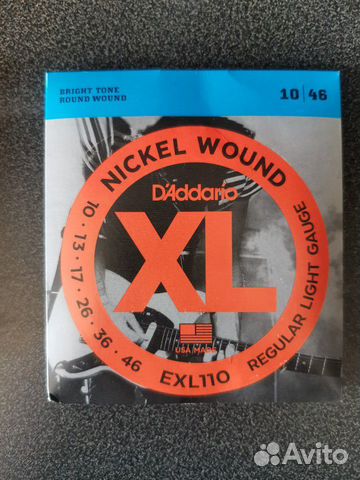 BRIGHT TONE
ROUND WOUND
10 | 46
NICKEL WOUND
D'Addario
XL
10 · 13 · 17 · 26 · 36 · 46
REGULAR LIGHT GAUGE
USA MADE
EXL110
Avito